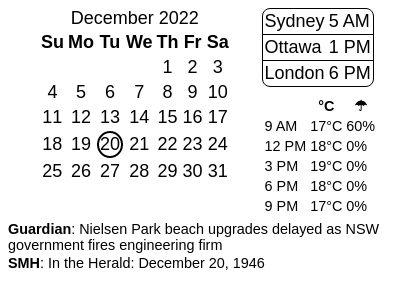 December 2022
Su Mo Tu We Th Fr Sa
1 2 3
4 5 6 7 8 9 10
11 12 13 14 15 16 17
18 19 20 21 22 23 24
25 26 27 28 29 30 31
Sydney 5 AM
Ottawa 1 PM
London 6 PM
°C ☂
9 AM 17°C 60%
12 PM 18°C 0%
3 PM 19°C 0%
6 PM 18°C 0%
9 PM 17°C 0%
Guardian: Nielsen Park beach upgrades delayed as NSW
government fires engineering firm
SMH: In the Herald: December 20, 1946